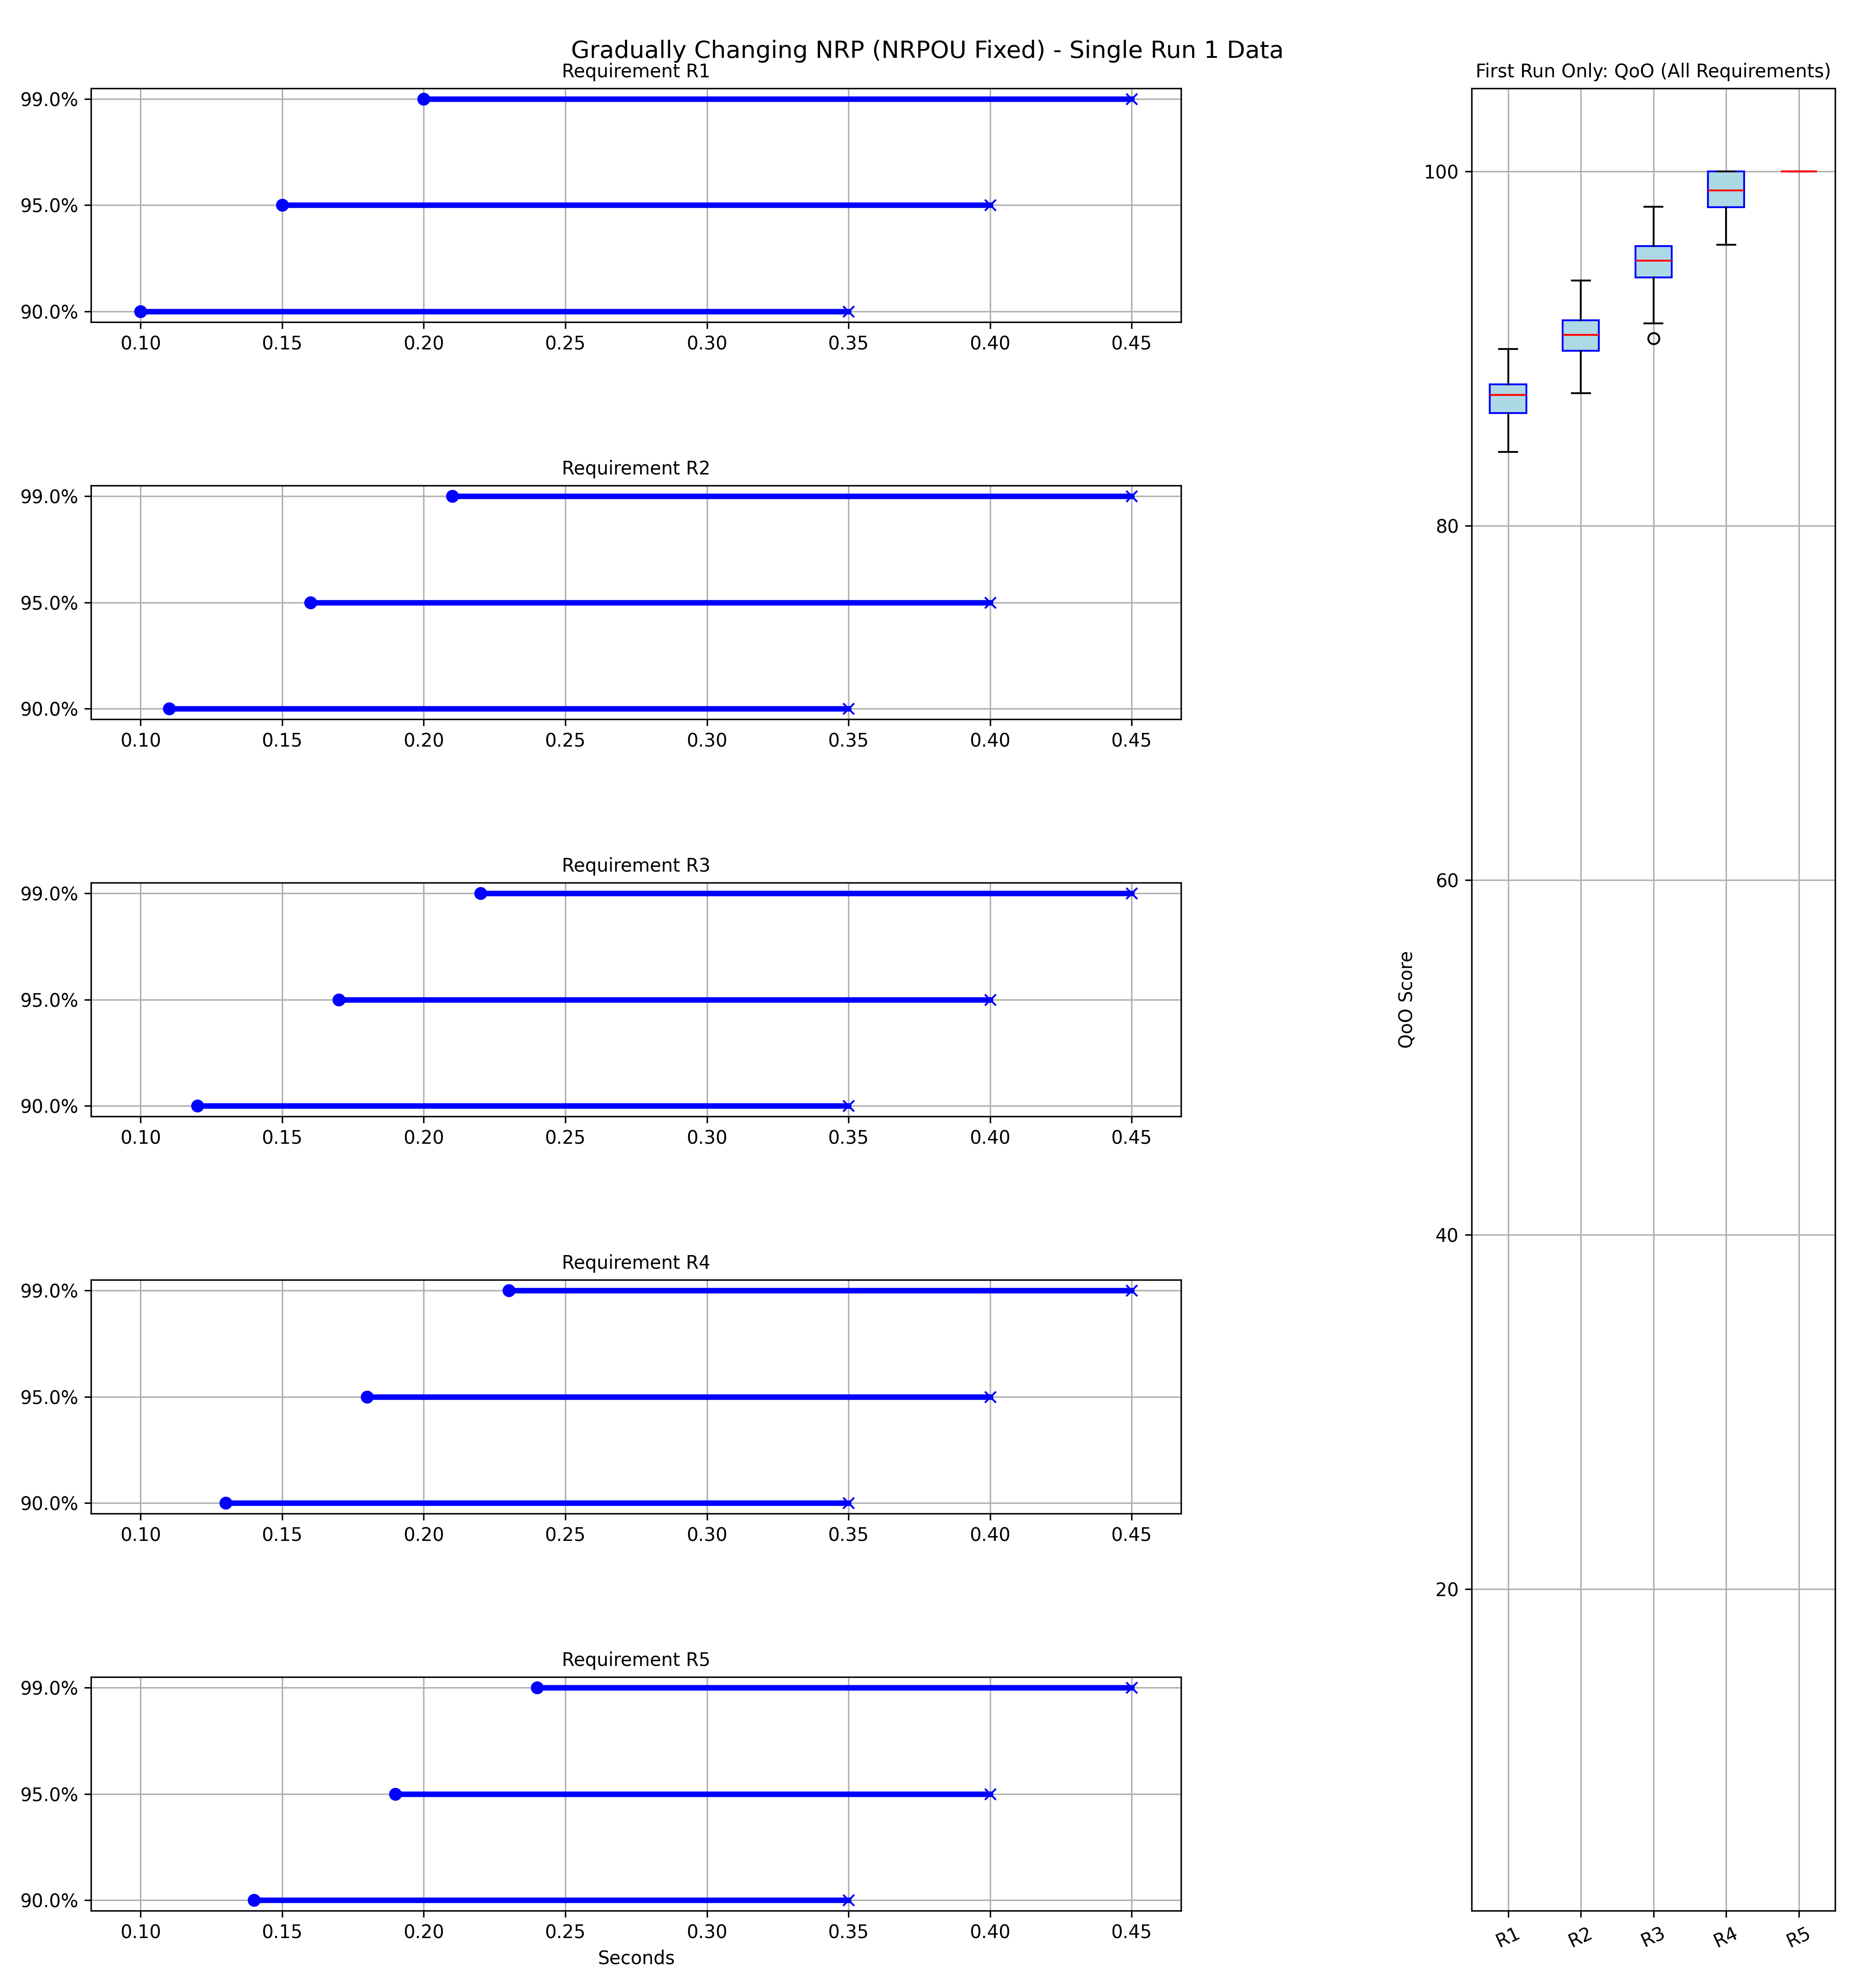 Gradually Changing NRP (NRPOU Fixed) - Single Run 1 Data
Requirement R1
99.0%
95.0%
90.0%
0.10 0.15 0.20 0.25 0.30 0.35 0.40 0.45
Requirement R2
99.0%
95.0%
90.0%
0.10 0.15 0.20 0.25 0.30 0.35 0.40 0.45
Requirement R3
99.0%
95.0%
90.0%
0.10 0.15 0.20 0.25 0.30 0.35 0.40 0.45
Requirement R4
99.0%
95.0%
90.0%
0.10 0.15 0.20 0.25 0.30 0.35 0.40 0.45
Requirement R5
99.0%
95.0%
90.0%
0.10 0.15 0.20 0.25 0.30 0.35 0.40 0.45
Seconds
First Run Only: QoO (All Requirements)
QoO Score
100
80
60
40
20
R1 R2 R3 R4 R5